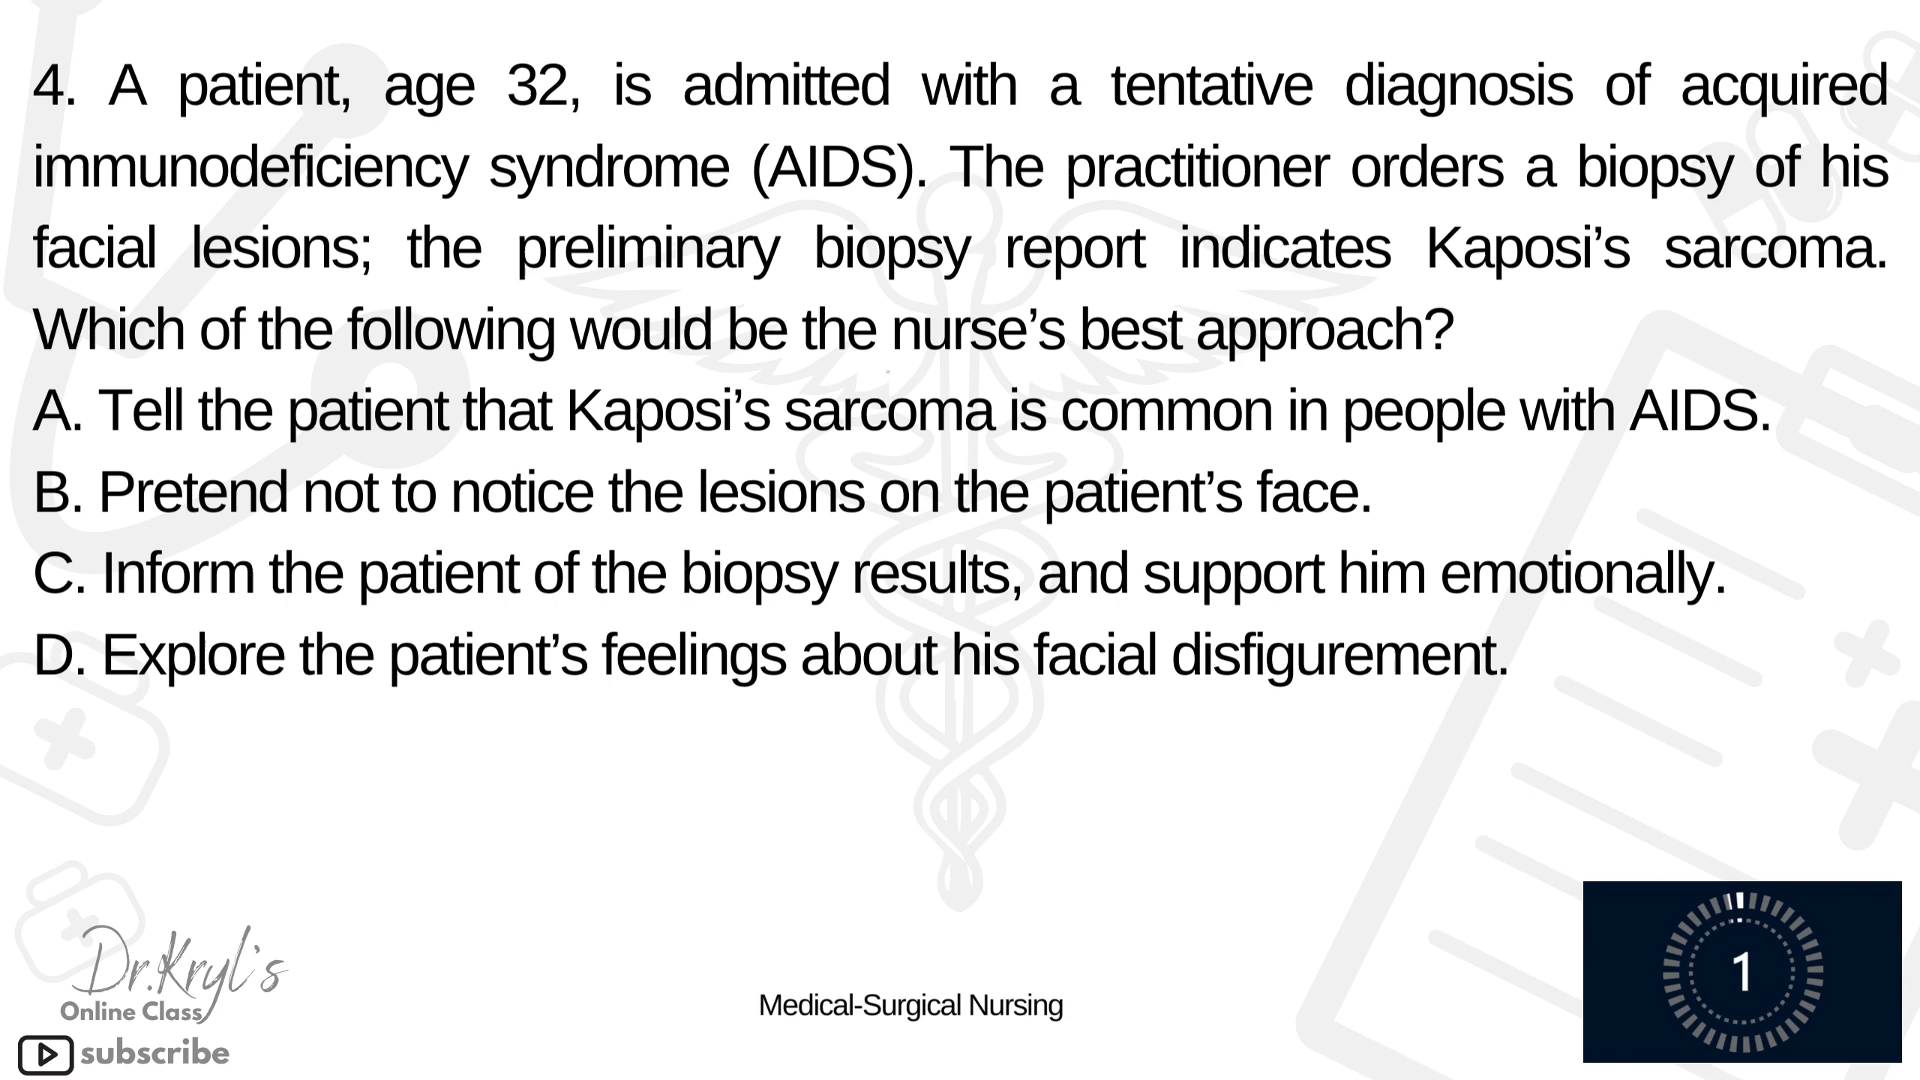 4. A patient, age 32, is admitted with a tentative diagnosis of acquired
immunodeficiency syndrome (AIDS). The practitioner orders a biopsy of his
facial lesions; the preliminary biopsy report indicates Kaposi’s sarcoma.
Which of the following would be the nurse’s best approach?
A. Tell the patient that Kaposi’s sarcoma is common in people with AIDS.
B. Pretend not to notice the lesions on the patient’s face.
C. Inform the patient of the biopsy results, and support him emotionally.
D. Explore the patient’s feelings about his facial disfigurement.
Dr.Kryl's
Online Class
subscribe
Medical-Surgical Nursing
1